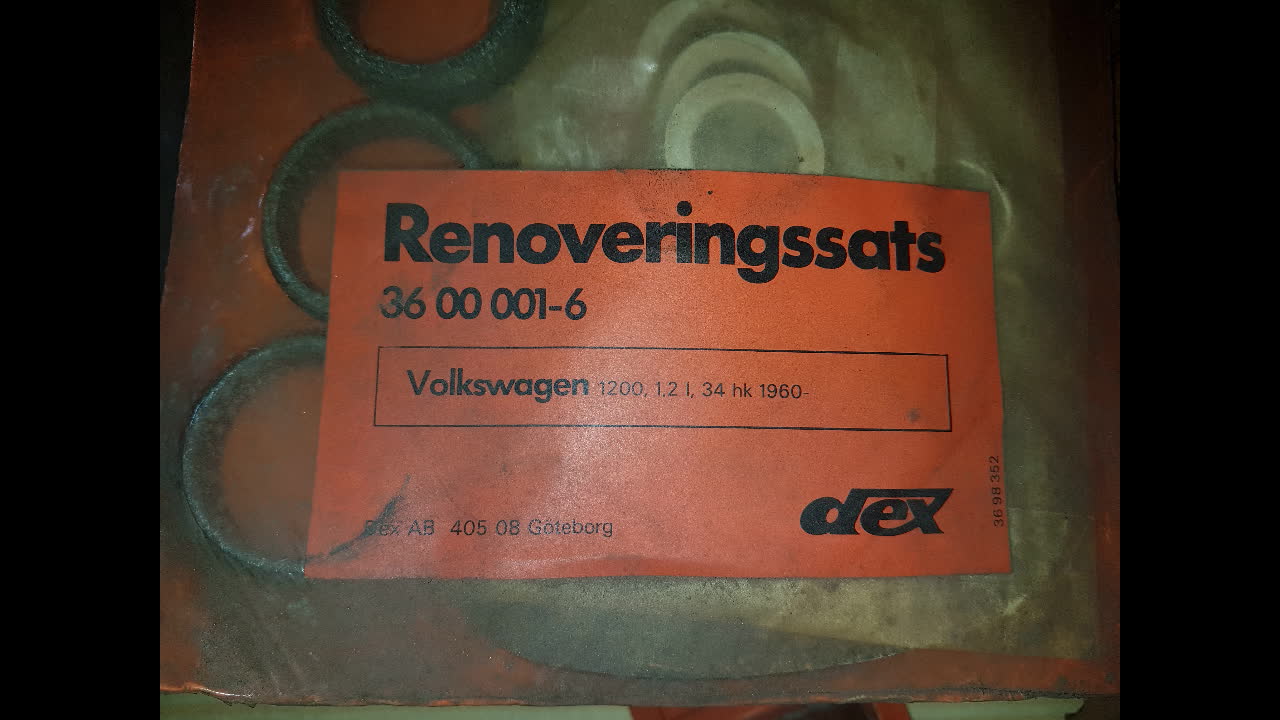 Renoveringssats
36 00 001-6
Volkswagen 1200, 1,2 l, 34 hk 1960-
Dex AB 405 08 Göteborg
dex
36 98 352